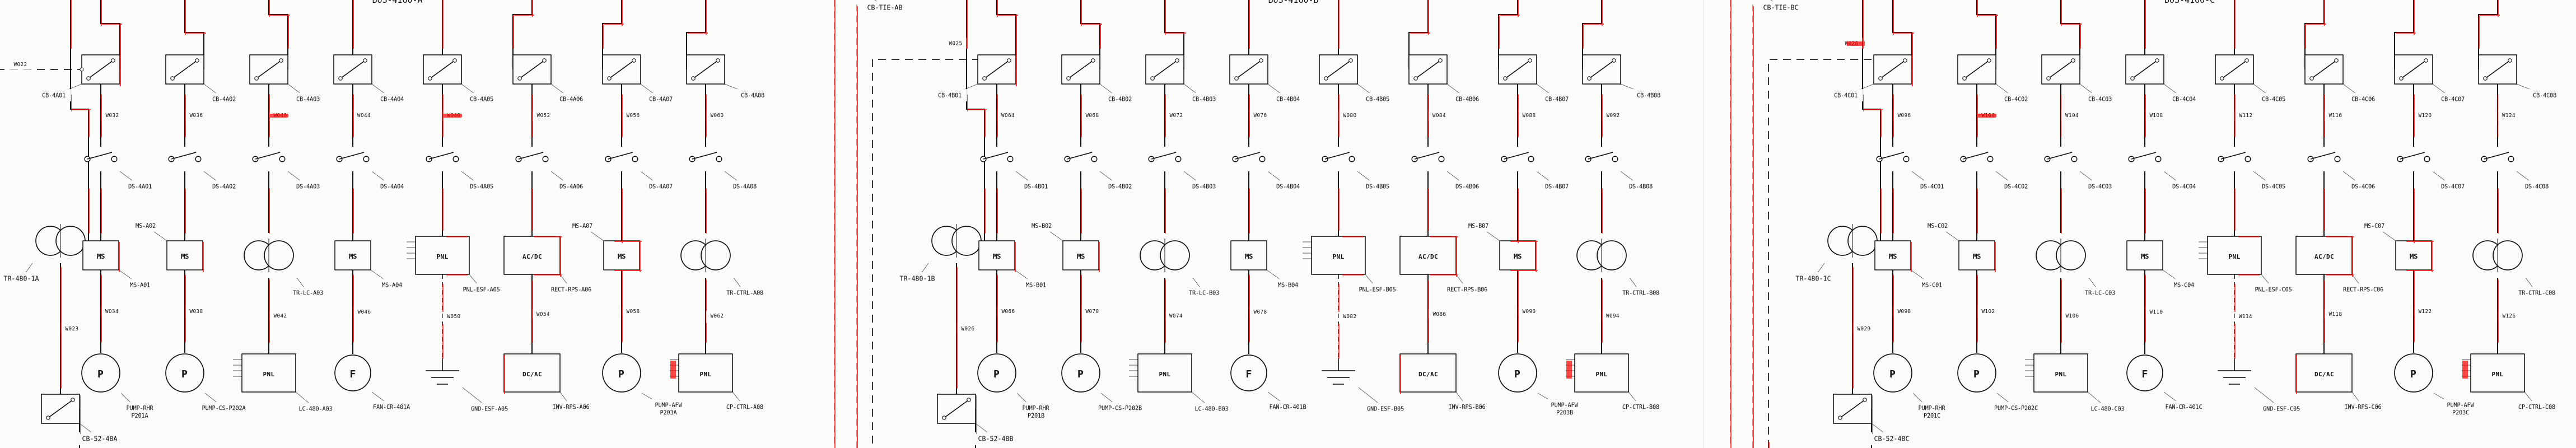 BUS-4160-A
BUS-4160-B
BUS-4160-C
CB-TIE-AB
CB-TIE-BC
W025
W022
CB-4A01
CB-4A02
CB-4A03
CB-4A04
CB-4A05
CB-4A06
CB-4A07
CB-4A08
CB-4B01
CB-4B02
CB-4B03
CB-4B04
CB-4B05
CB-4B06
CB-4B07
CB-4B08
CB-4C01
CB-4C02
CB-4C03
CB-4C04
CB-4C05
CB-4C06
CB-4C07
CB-4C08
W032
W036
W044
W052
W056
W060
W064
W068
W072
W076
W080
W084
W088
W092
W096
W104
W108
W112
W116
W120
W124
DS-4A01
DS-4A02
DS-4A03
DS-4A04
DS-4A05
DS-4A06
DS-4A07
DS-4A08
DS-4B01
DS-4B02
DS-4B03
DS-4B04
DS-4B05
DS-4B06
DS-4B07
DS-4B08
DS-4C01
DS-4C02
DS-4C03
DS-4C04
DS-4C05
DS-4C06
DS-4C07
DS-4C08
MS-A02
MS-A07
MS-B02
MS-B07
MS-C02
MS-C07
MS
MS
MS
PNL
AC/DC
MS
MS
MS
MS
PNL
AC/DC
MS
MS
MS
MS
PNL
AC/DC
MS
TR-480-1A
MS-A01
TR-LC-A03
MS-A04
PNL-ESF-A05
RECT-RPS-A06
TR-CTRL-A08
TR-480-1B
MS-B01
TR-LC-B03
MS-B04
PNL-ESF-B05
RECT-RPS-B06
TR-CTRL-B08
TR-480-1C
MS-C01
TR-LC-C03
MS-C04
PNL-ESF-C05
RECT-RPS-C06
TR-CTRL-C08
W034
W038
W042
W046
W050
W054
W058
W062
W066
W070
W074
W078
W082
W086
W090
W094
W098
W102
W106
W110
W114
W118
W122
W126
W023
W026
W029
P
P
PNL
F
DC/AC
P
PNL
P
P
PNL
F
DC/AC
P
PNL
P
P
PNL
F
DC/AC
P
PNL
PUMP-RHR
P201A
PUMP-CS-P202A
LC-480-A03
FAN-CR-401A
GND-ESF-A05
INV-RPS-A06
PUMP-AFW
P203A
CP-CTRL-A08
PUMP-RHR
P201B
PUMP-CS-P202B
LC-480-B03
FAN-CR-401B
GND-ESF-B05
INV-RPS-B06
PUMP-AFW
P203B
CP-CTRL-B08
PUMP-RHR
P201C
PUMP-CS-P202C
LC-480-C03
FAN-CR-401C
GND-ESF-C05
INV-RPS-C06
PUMP-AFW
P203C
CP-CTRL-C08
CB-52-48A
CB-52-48B
CB-52-48C